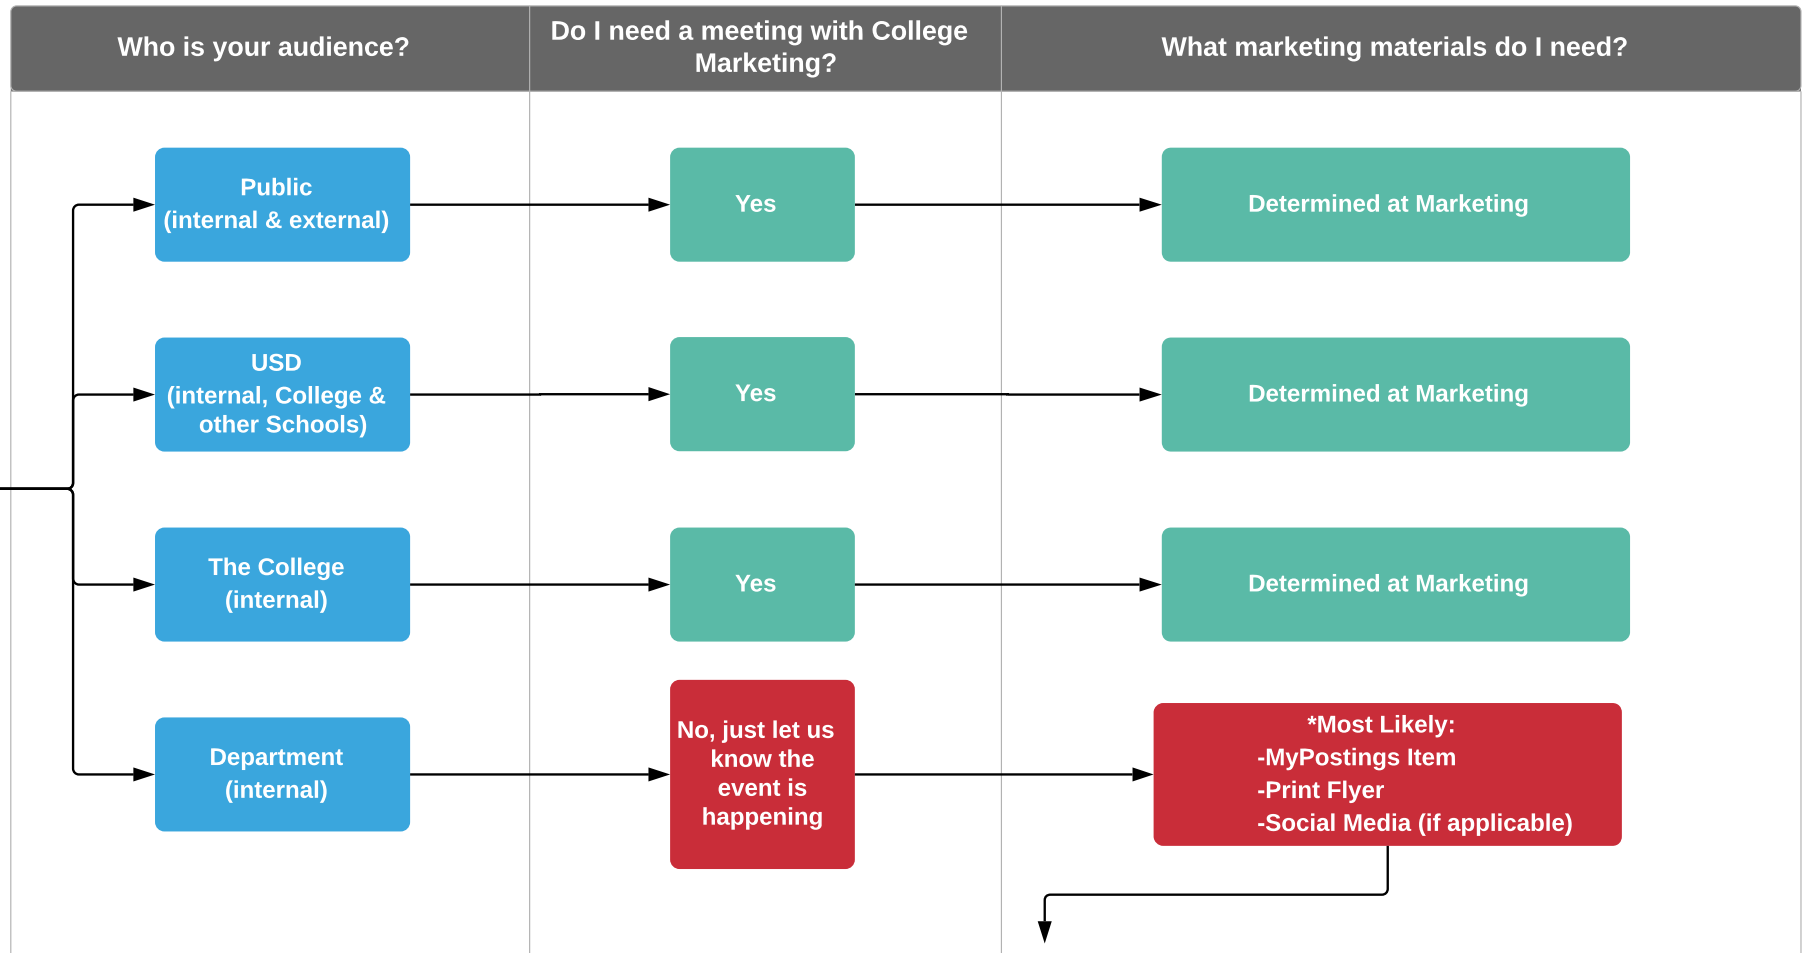 Who is your audience?
Do I need a meeting with College
Marketing?
What marketing materials do I need?
Public
(internal & external)
Yes
Determined at Marketing
USD
(internal, College &
other Schools)
Yes
Determined at Marketing
The College
(internal)
Yes
Determined at Marketing
Department
(internal)
No, just let us
know the
event is
happening
*Most Likely:
-MyPostings Item
-Print Flyer
-Social Media (if applicable)